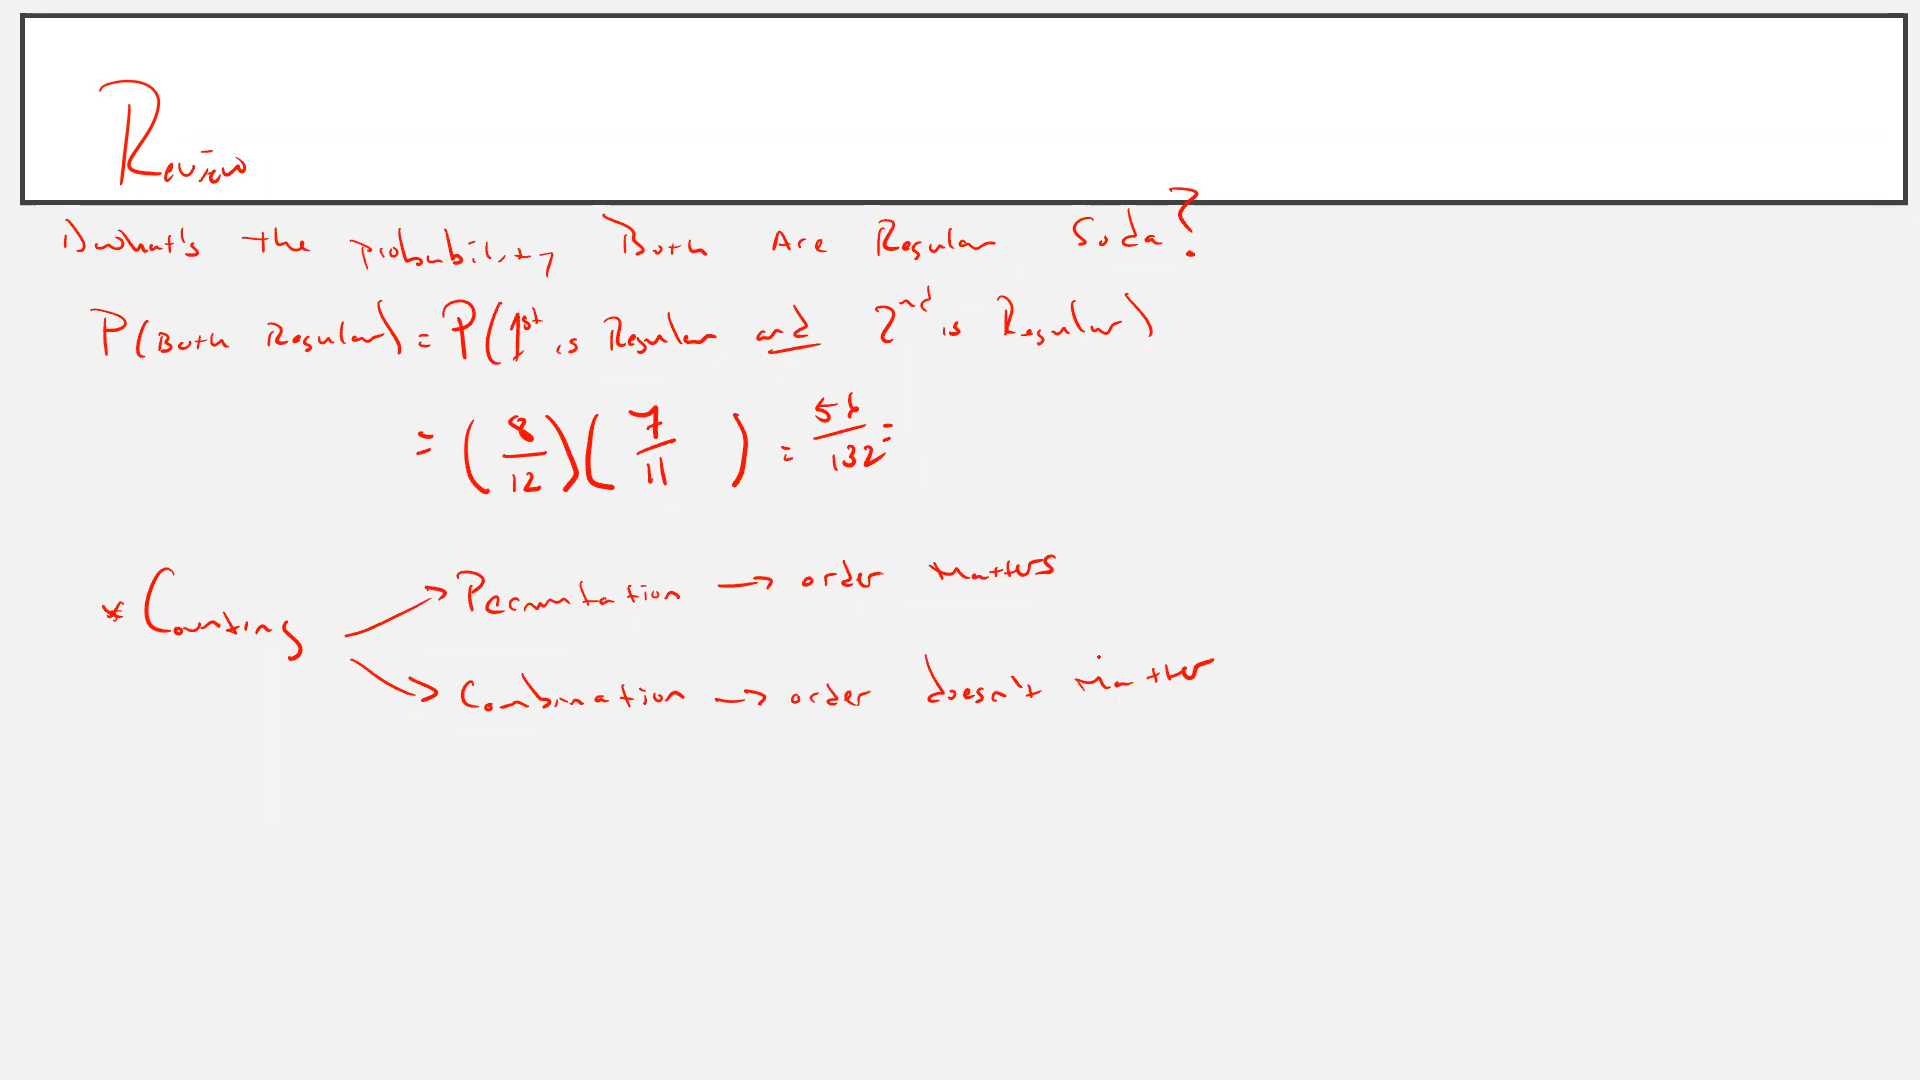 Review
1) what's the probability Both Are Regular Soda?
P(Both Regular) = P(1st is Regular and 2nd is Regular)
= (8/12)(7/11) = 56/132 =
* Counting
→ Permutation → order matters
→ Combination → order doesn't matter